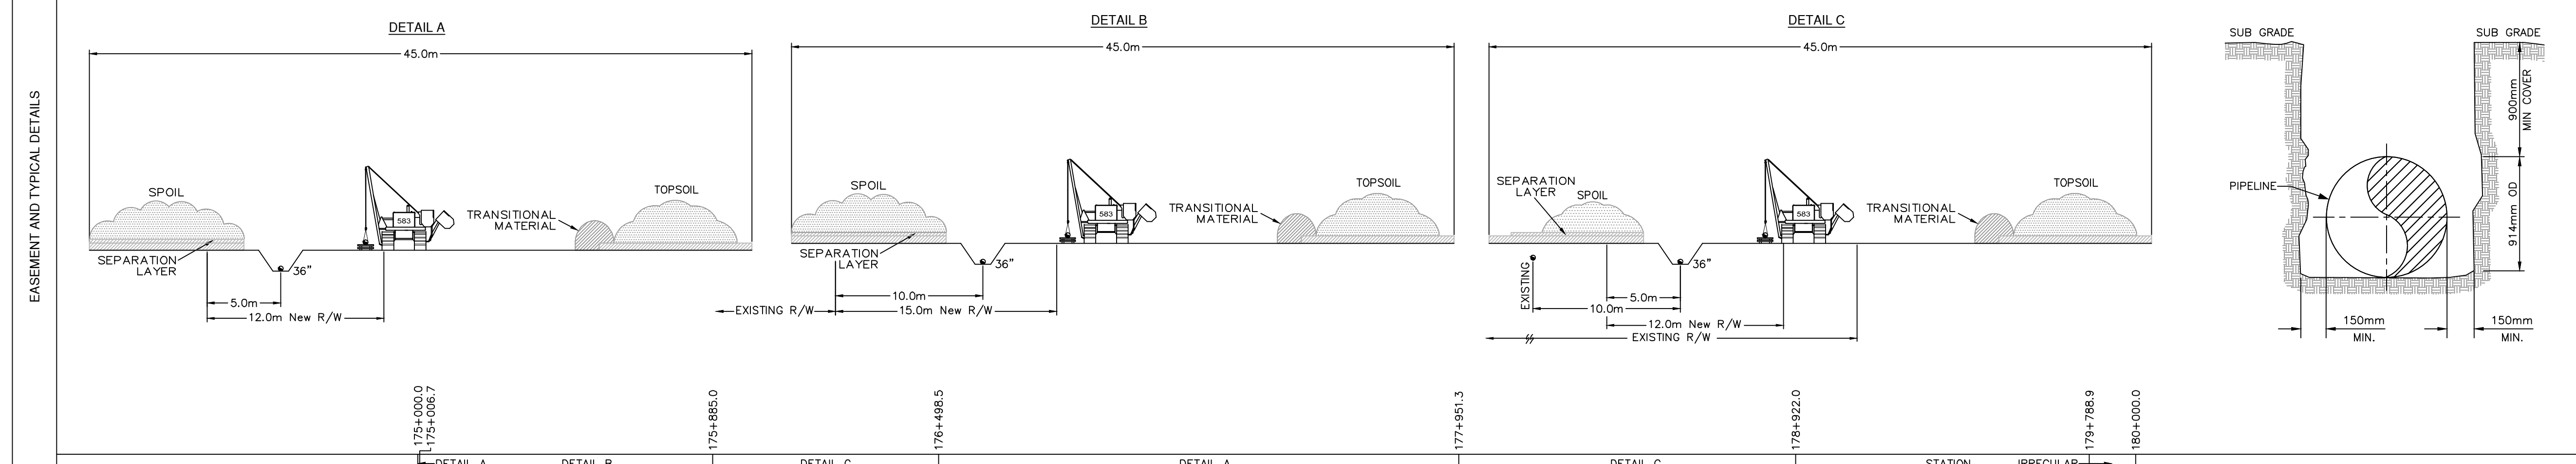 EASEMENT AND TYPICAL DETAILS
DETAIL A
45.0m
SPOIL
SEPARATION
LAYER
36"
5.0m
12.0m New R/W
583
TRANSITIONAL
MATERIAL
TOPSOIL
DETAIL B
45.0m
SPOIL
SEPARATION
LAYER
36"
10.0m
EXISTING R/W
15.0m New R/W
583
TRANSITIONAL
MATERIAL
TOPSOIL
DETAIL C
45.0m
SEPARATION
LAYER
SPOIL
EXISTING
36"
5.0m
10.0m
12.0m New R/W
EXISTING R/W
583
TRANSITIONAL
MATERIAL
TOPSOIL
SUB GRADE
SUB GRADE
900mm
MIN COVER
PIPELINE
914mm OD
150mm
MIN.
150mm
MIN.
175+000.0
175+006.7
175+885.0
176+498.5
177+951.3
178+922.0
179+788.9
180+000.0
DETAIL A
DETAIL B
DETAIL C
DETAIL A
DETAIL C
STATION
IRREGULAR